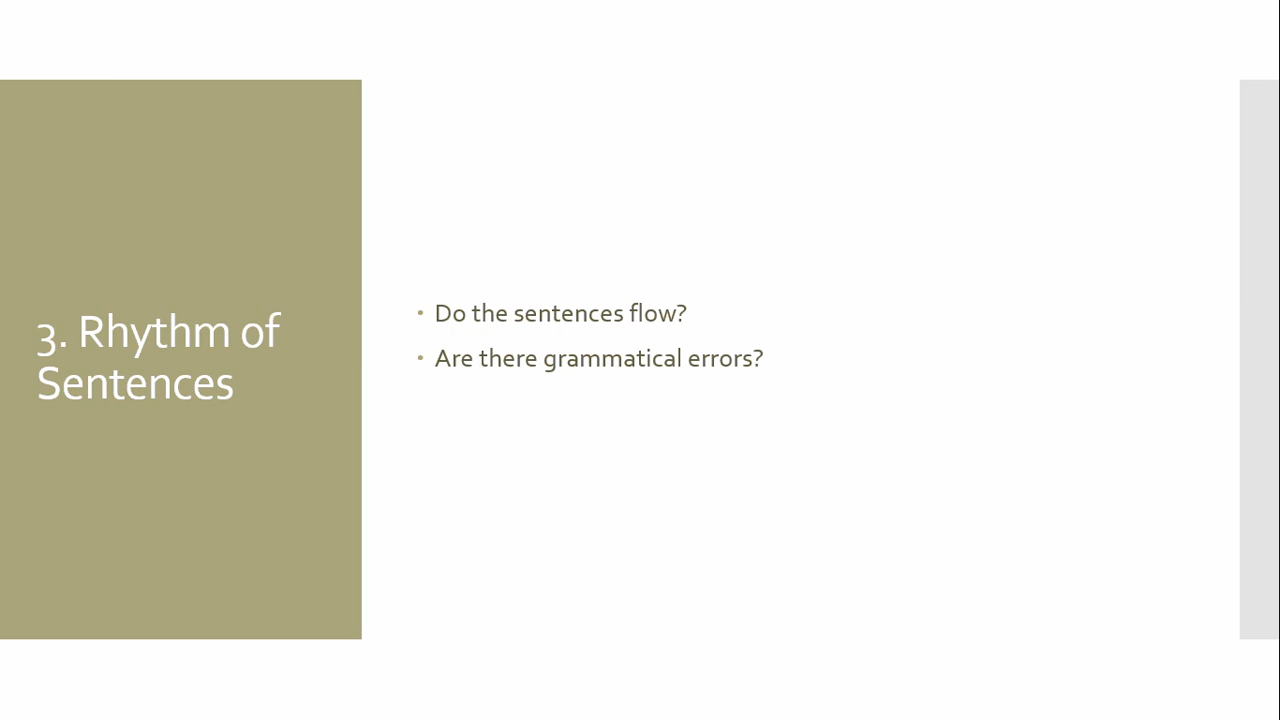 3. Rhythm of
Sentences
• Do the sentences flow?
• Are there grammatical errors?